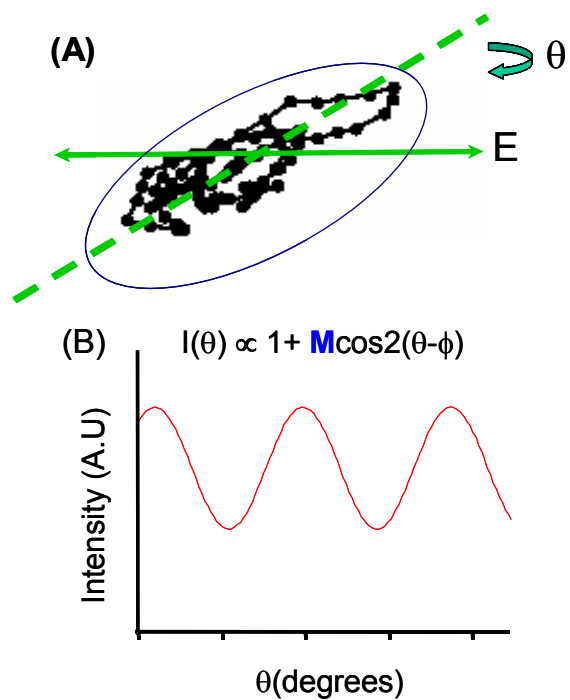 (A)
θ
E
(B)
I(θ) ∝ 1+ Mcos2(θ-ϕ)
Intensity (A.U)
θ(degrees)